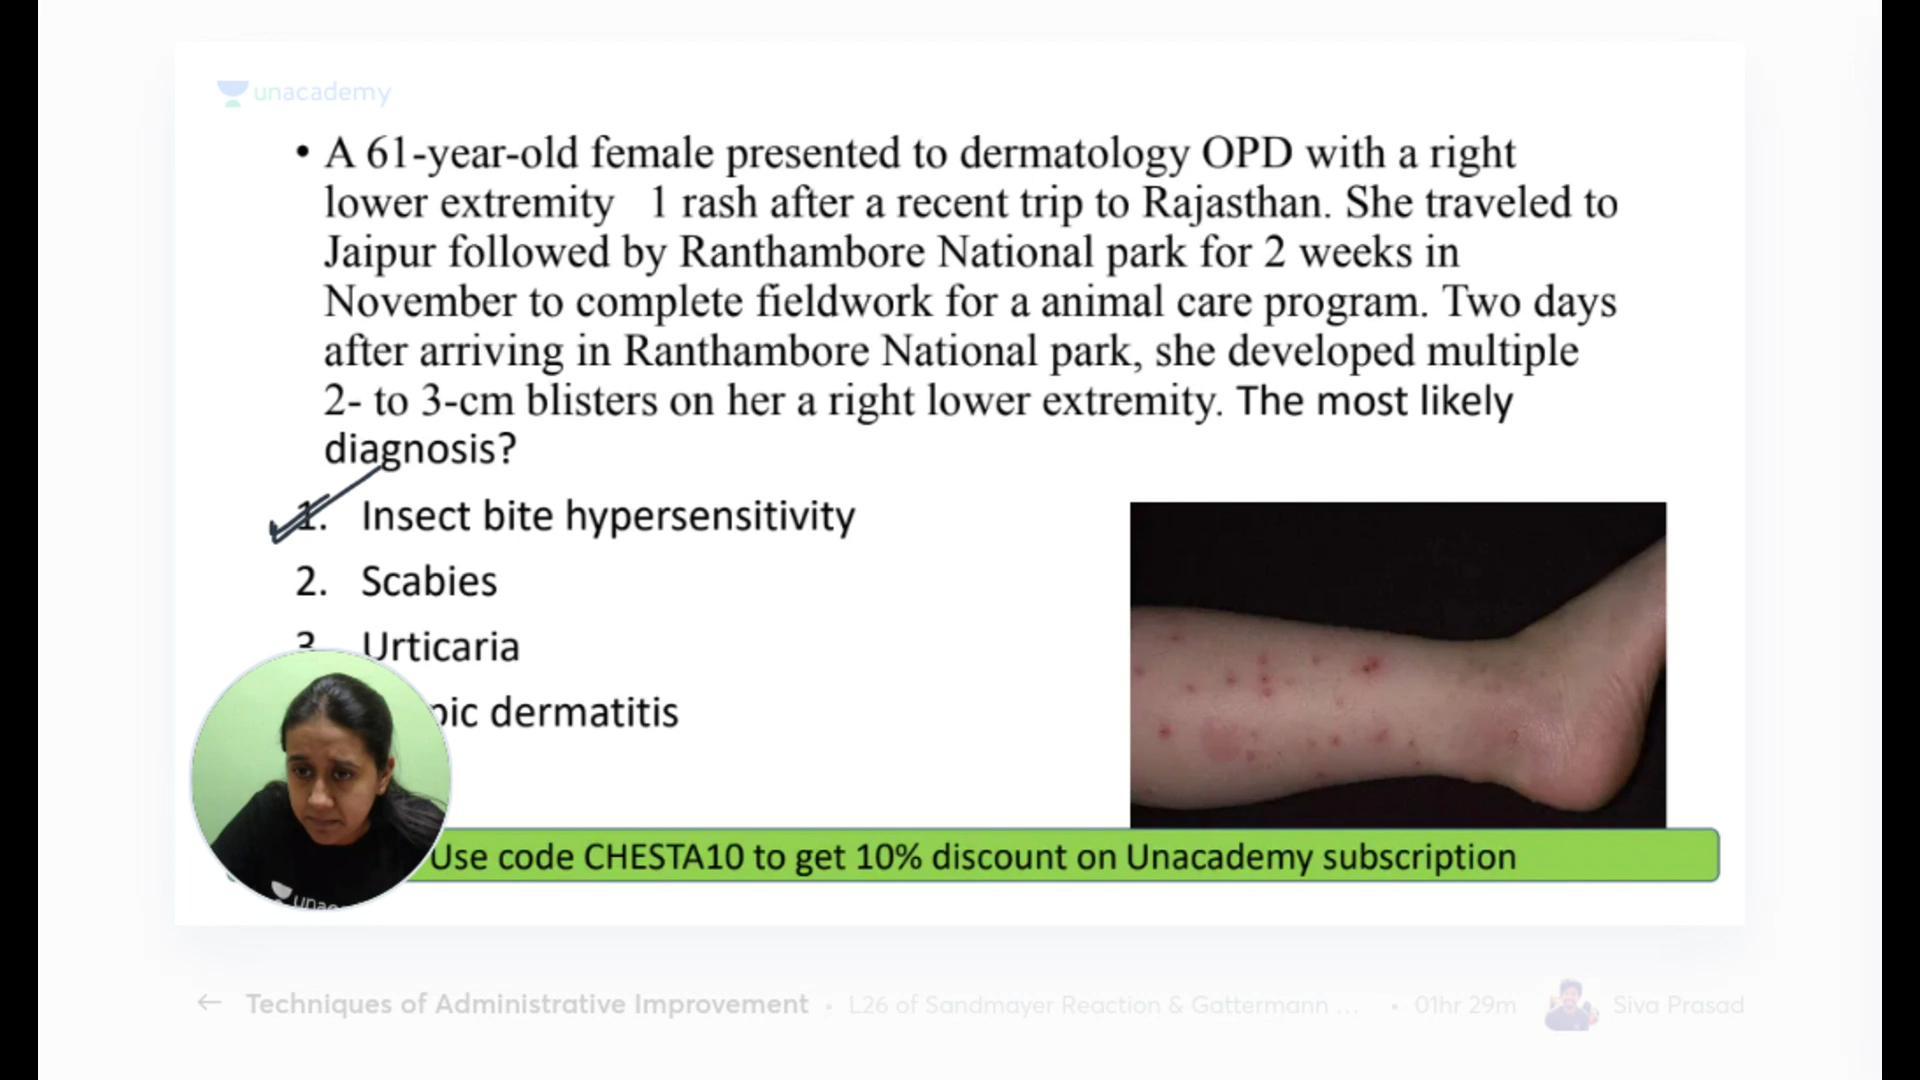 unacademy
• A 61-year-old female presented to dermatology OPD with a right
lower extremity 1 rash after a recent trip to Rajasthan. She traveled to
Jaipur followed by Ranthambore National park for 2 weeks in
November to complete fieldwork for a animal care program. Two days
after arriving in Ranthambore National park, she developed multiple
2- to 3-cm blisters on her a right lower extremity. The most likely
diagnosis?
1. Insect bite hypersensitivity
2. Scabies
3. Urticaria
pic dermatitis
Use code CHESTA10 to get 10% discount on Unacademy subscription
← Techniques of Administrative Improvement • L26 of Sandmayer Reaction & Gattermann ... • 01hr 29m Siva Prasad